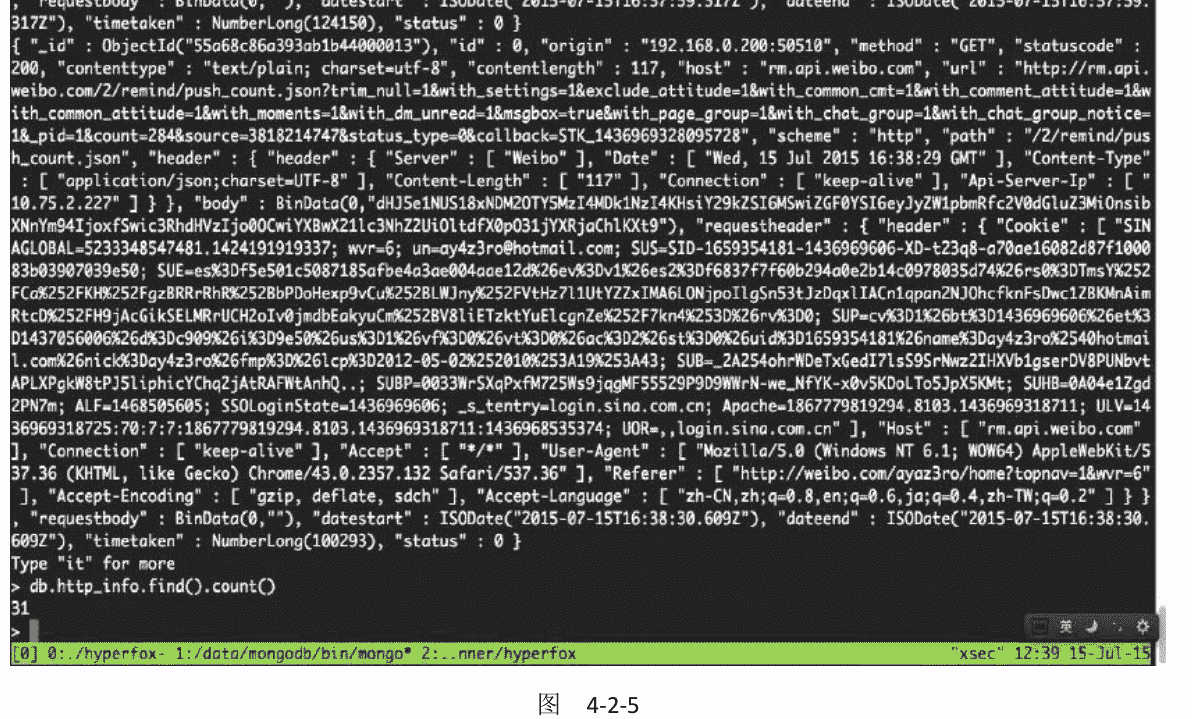 , "requestbody" : BinData(0,""), "datestart" : ISODate("2015-07-15T16:37:59.317Z"), "dateend" : ISODate("2015-07-15T16:37:59.
317Z"), "timetaken" : NumberLong(124150), "status" : 0 }
{ "_id" : ObjectId("55a68c86a393ab1b44000013"), "id" : 0, "origin" : "192.168.0.200:50510", "method" : "GET", "statuscode" :
200, "contenttype" : "text/plain; charset=utf-8", "contentlength" : 117, "host" : "rm.api.weibo.com", "url" : "http://rm.api.
weibo.com/2/remind/push_count.json?trim_null=1&with_settings=1&exclude_attitude=1&with_common_cmt=1&with_comment_attitude=1&w
ith_common_attitude=1&with_moments=1&with_dm_unread=1&msgbox=true&with_page_group=1&with_chat_group=1&with_chat_group_notice=
1&_pid=1&count=284&source=3818214747&status_type=0&callback=STK_1436969328095728", "scheme" : "http", "path" : "/2/remind/pus
h_count.json", "header" : { "header" : { "Server" : [ "Weibo" ], "Date" : [ "Wed, 15 Jul 2015 16:38:29 GMT" ], "Content-Type"
: [ "application/json;charset=UTF-8" ], "Content-Length" : [ "117" ], "Connection" : [ "keep-alive" ], "Api-Server-Ip" : [ "
10.75.2.227" ] } }, "body" : BinData(0,"dHJ5e1NUS18xNDM2OTY5MzI4MDk1NzI4KHsiY29kZSI6MSwiZGF0YSI6eyJyZW1pbmRfc2V0dGluZ3MiOnsib
XNnYm94IjoxfSwic3RhdHVzIjo0OCwiYXBwX21lc3NhZ2UiOltdfX0pO31jYXRjaChlKXt9"), "requestheader" : { "header" : { "Cookie" : [ "SIN
AGLOBAL=5233348547481.1424191919337; wvr=6; un=ay4z3ro@hotmail.com; SUS=SID-1659354181-1436969606-XD-t23q8-a70ae16082d87f1000
83b03907039e50; SUE=es%3Df5e501c5087185afbe4a3ae004aae12d%26ev%3Dv1%26es2%3Df6837f7f60b294a0e2b14c0978035d74%26rs0%3DTmsY%252
FCa%252FKH%252FgzBRRrRhR%252BbPDoHexp9vCu%252BLWJny%252FVtHz7l1UtYZZxIMA6LONjpoIlgSn53tJzDqxlIACn1qpan2NJOhcfknFsDwc1ZBKMnAim
RtcD%252FH9jAcGikSELMRrUCH2oIv0jmdbEakyuCm%252BV8liETzktYuElcgnZe%252F7kn4%253D%26rv%3D0; SUP=cv%3D1%26bt%3D1436969606%26et%3
D1437056006%26d%3Dc909%26i%3D9e50%26us%3D1%26vf%3D0%26vt%3D0%26ac%3D2%26st%3D0%26uid%3D1659354181%26name%3Day4z3ro%2540hotmai
l.com%26nick%3Day4z3ro%26fmp%3D%26lcp%3D2012-05-02%252010%253A19%253A43; SUB=_2A254ohrWDeTxGedI7lsS9SrNwz2IHXVb1gserDV8PUNbvt
APLXPgkW8tPJ5liphicYChq2jAtRAFWtAnhQ..; SUBP=0033WrSXqPxfM725Ws9jqgMF55529P9D9WWrN-we_NfYK-x0v5KDoLTo5JpX5KMt; SUHB=0A04e1Zgd
2PN7m; ALF=1468505605; SSOLoginState=1436969606; _s_tentry=login.sina.com.cn; Apache=1867779819294.8103.1436969318711; ULV=14
36969318725:70:7:7:1867779819294.8103.1436969318711:1436968535374; UOR=,,login.sina.com.cn" ], "Host" : [ "rm.api.weibo.com"
], "Connection" : [ "keep-alive" ], "Accept" : [ "*/*" ], "User-Agent" : [ "Mozilla/5.0 (Windows NT 6.1; WOW64) AppleWebKit/5
37.36 (KHTML, like Gecko) Chrome/43.0.2357.132 Safari/537.36" ], "Referer" : [ "http://weibo.com/ayaz3ro/home?topnav=1&wvr=6"
], "Accept-Encoding" : [ "gzip, deflate, sdch" ], "Accept-Language" : [ "zh-CN,zh;q=0.8,en;q=0.6,ja;q=0.4,zh-TW;q=0.2" ] } }
, "requestbody" : BinData(0,""), "datestart" : ISODate("2015-07-15T16:38:30.609Z"), "dateend" : ISODate("2015-07-15T16:38:30.
609Z"), "timetaken" : NumberLong(100293), "status" : 0 }
Type "it" for more
> db.http_info.find().count()
31
>
英
[0] 0:./hyperfox- 1:/data/mongodb/bin/mongo* 2:..nner/hyperfox "xsec" 12:39 15-Jul-15
图 4-2-5